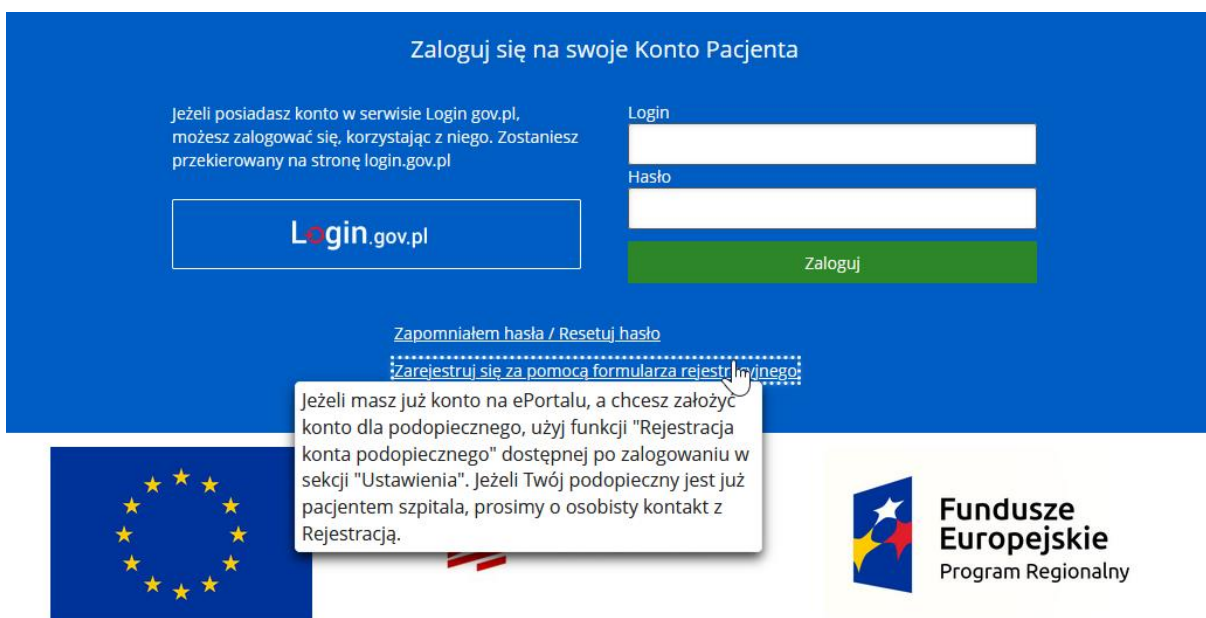 Zaloguj się na swoje Konto Pacjenta
Jeżeli posiadasz konto w serwisie Login gov.pl,
możesz zalogować się, korzystając z niego. Zostaniesz
przekierowany na stronę login.gov.pl
Login.gov.pl
Login
Hasło
Zaloguj
Zapomniałem hasła / Resetuj hasło
Zarejestruj się za pomocą formularza rejestracyjnego
Jeżeli masz już konto na ePortalu, a chcesz założyć
konto dla podopiecznego, użyj funkcji "Rejestracja
konta podopiecznego" dostępnej po zalogowaniu w
sekcji "Ustawienia". Jeżeli Twój podopieczny jest już
pacjentem szpitala, prosimy o osobisty kontakt z
Rejestracją.
Fundusze
Europejskie
Program Regionalny